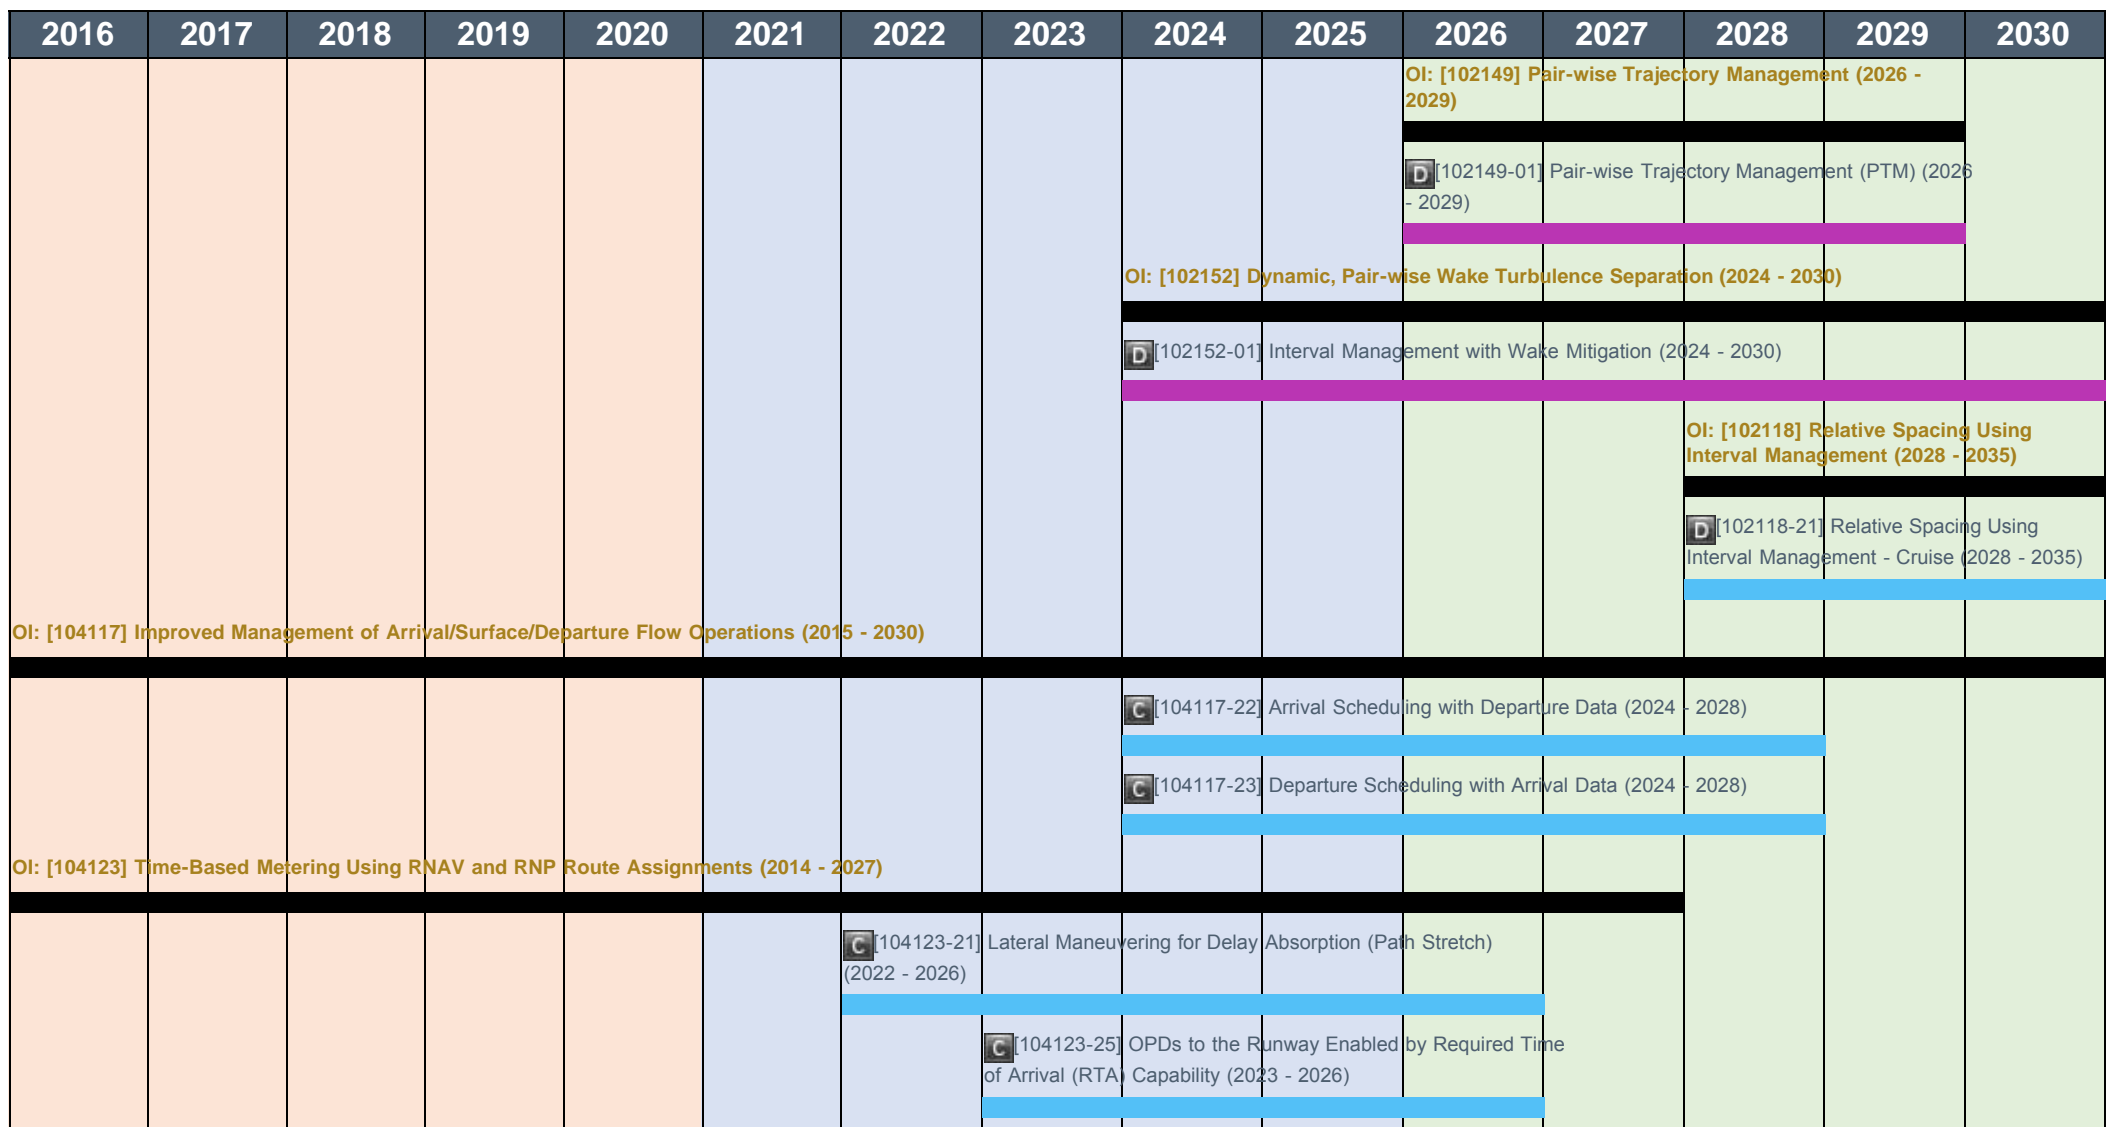 2016 2017 2018 2019 2020 2021 2022 2023 2024 2025 2026 2027 2028 2029 2030
OI: [102149] Pair-wise Trajectory Management (2026 -
2029)
D [102149-01] Pair-wise Trajectory Management (PTM) (2026
- 2029)
OI: [102152] Dynamic, Pair-wise Wake Turbulence Separation (2024 - 2030)
D [102152-01] Interval Management with Wake Mitigation (2024 - 2030)
OI: [102118] Relative Spacing Using
Interval Management (2028 - 2035)
D [102118-21] Relative Spacing Using
Interval Management - Cruise (2028 - 2035)
OI: [104117] Improved Management of Arrival/Surface/Departure Flow Operations (2015 - 2030)
C [104117-22] Arrival Scheduling with Departure Data (2024 - 2028)
C [104117-23] Departure Scheduling with Arrival Data (2024 - 2028)
OI: [104123] Time-Based Metering Using RNAV and RNP Route Assignments (2014 - 2027)
C [104123-21] Lateral Maneuvering for Delay Absorption (Path Stretch)
(2022 - 2026)
C [104123-25] OPDs to the Runway Enabled by Required Time
of Arrival (RTA) Capability (2023 - 2026)